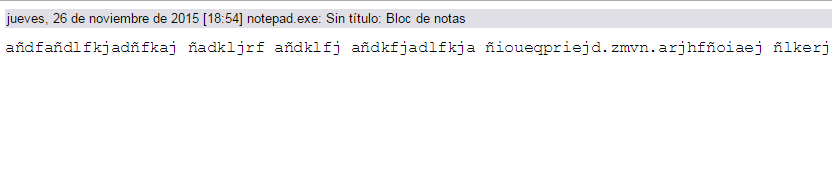 jueves, 26 de noviembre de 2015 [18:54] notepad.exe: Sin título: Bloc de notas
añdfañdlfkjadñfkaj ñadkljrf añdklfj añdkfjadlfkja ñioueqpriejd.zmvn.arjhfñoiaej ñlkerj